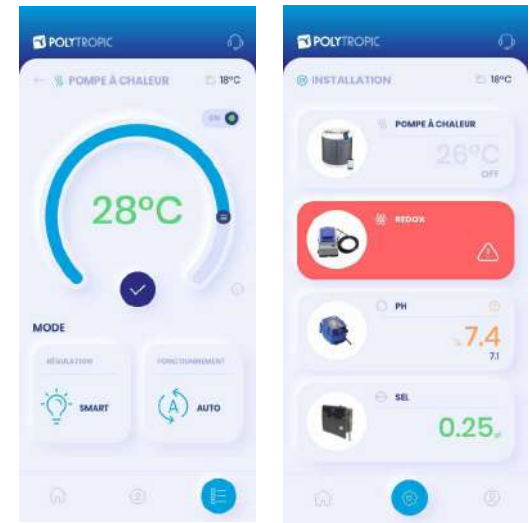 POLYTROPIC
POMPE À CHALEUR 18°C
ON
28°C
MODE
RÉGULATION
SMART
FONCTIONNEMENT
A AUTO
POLYTROPIC
INSTALLATION 18°C
POMPE À CHALEUR
26°C
OFF
REDOX
PH
7.4
7.1
SEL
0.25